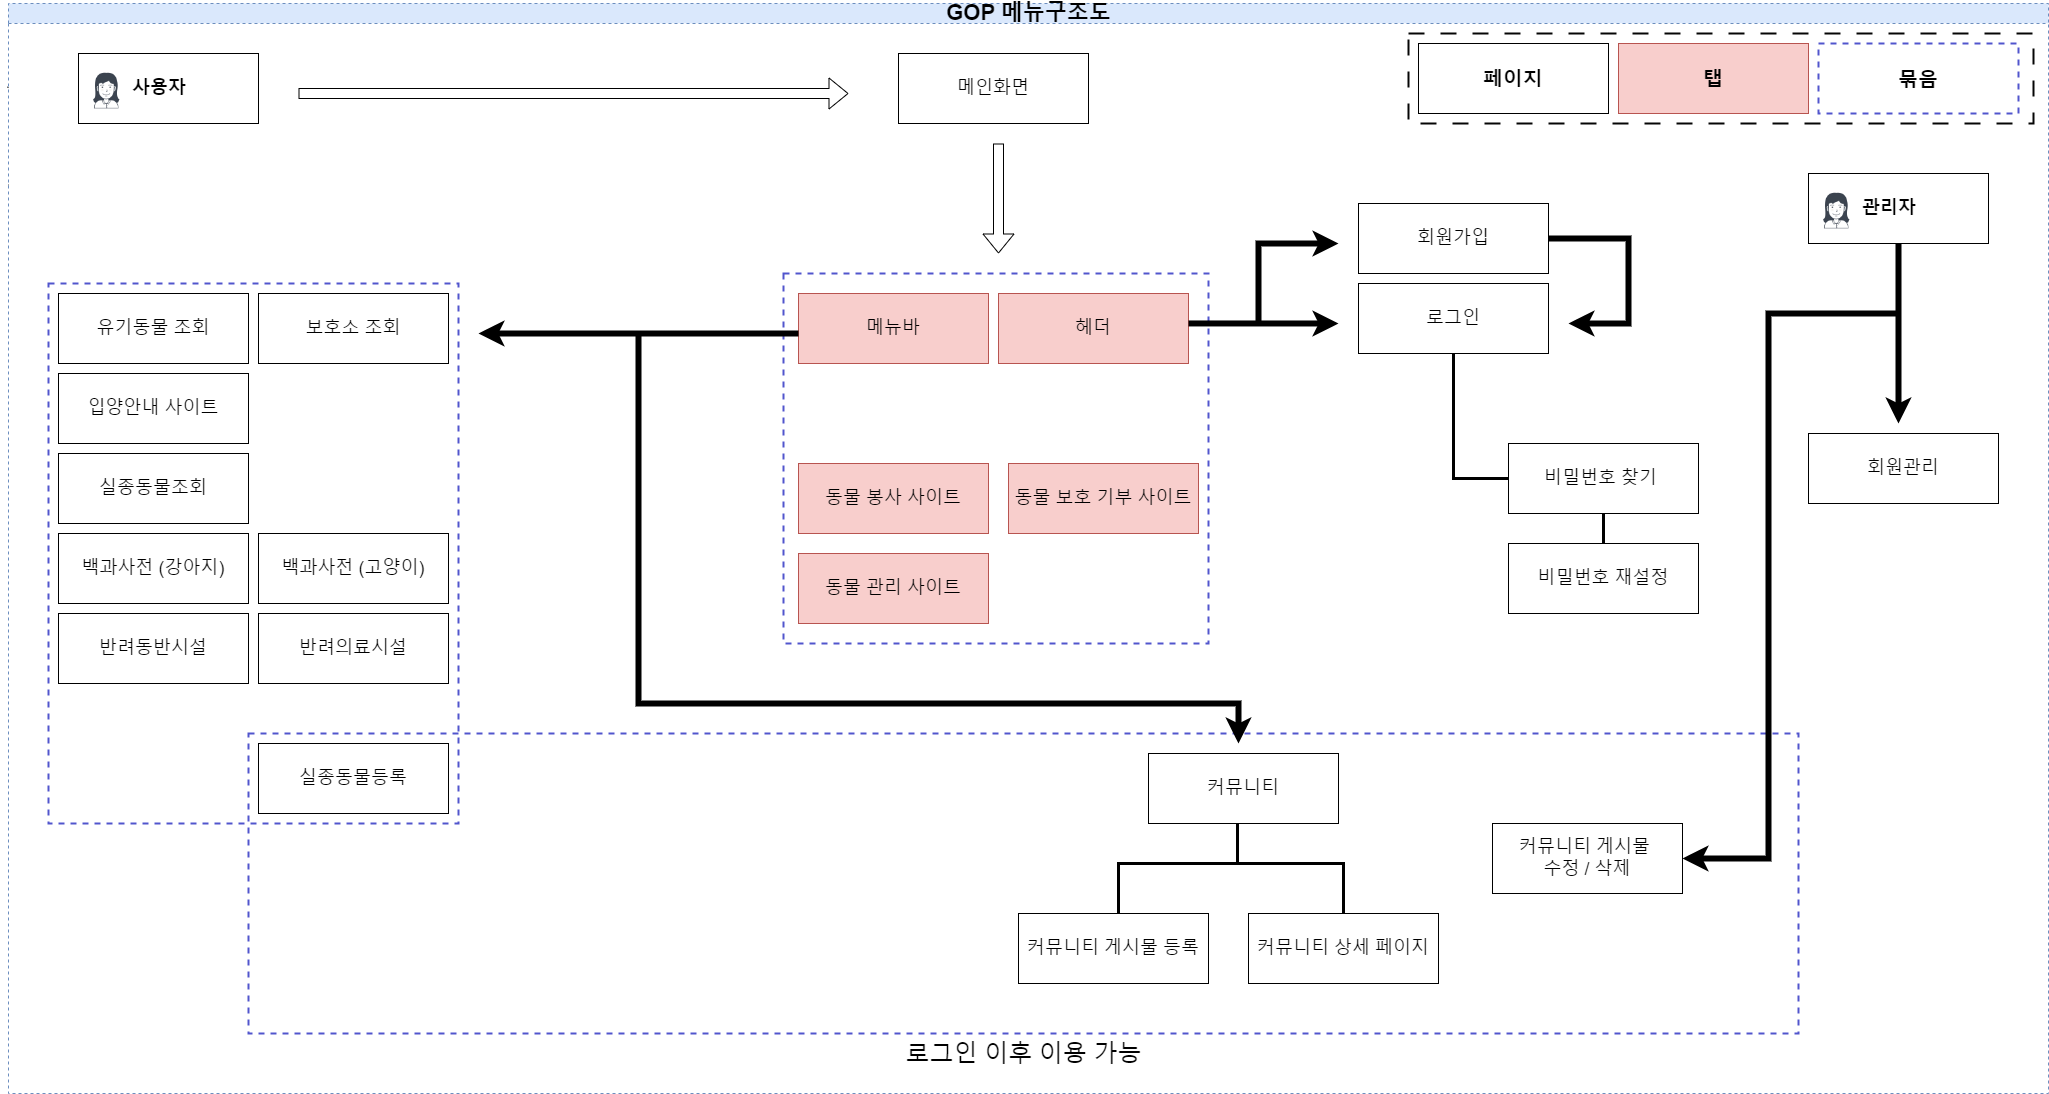 GOP 메뉴구조도
사용자
메인화면
페이지
탭
묶음
관리자
회원가입
로그인
유기동물 조회
보호소 조회
메뉴바
헤더
입양안내 사이트
실종동물조회
동물 봉사 사이트
동물 보호 기부 사이트
비밀번호 찾기
회원관리
백과사전 (강아지)
백과사전 (고양이)
동물 관리 사이트
비밀번호 재설정
반려동반시설
반려의료시설
실종동물등록
커뮤니티
커뮤니티 게시물
수정 / 삭제
커뮤니티 게시물 등록
커뮤니티 상세 페이지
로그인 이후 이용 가능